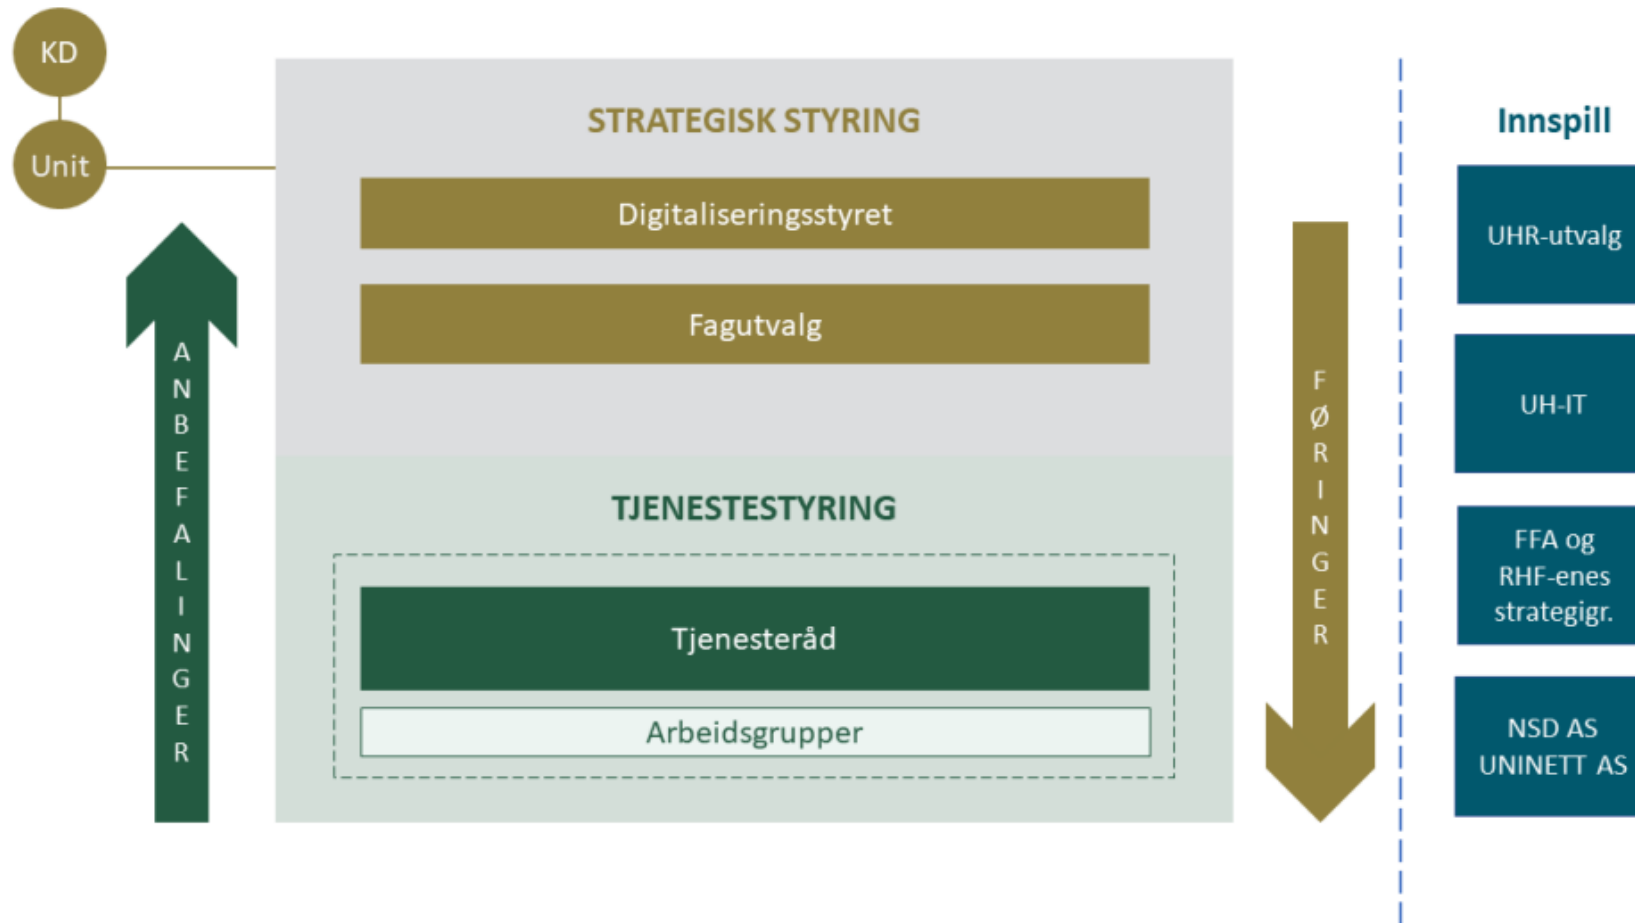 KD
Unit
ANBEFALINGER
STRATEGISK STYRING
Digitaliseringsstyret
Fagutvalg
TJENESTESTYRING
Tjenesteråd
Arbeidsgrupper
FØRINGER
Innspill
UHR-utvalg
UH-IT
FFA og
RHF-enes
strategigr.
NSD AS
UNINETT AS